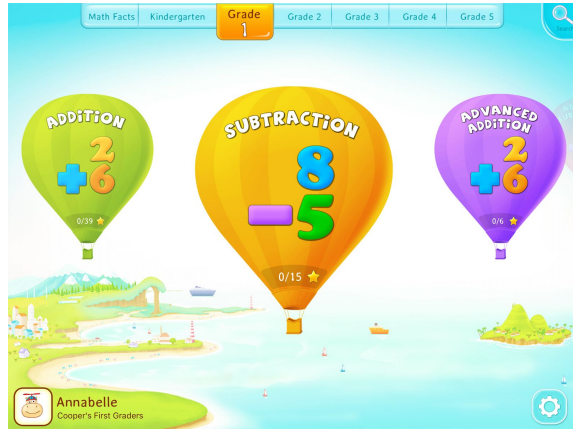 Math Facts
Kindergarten
Grade 1
Grade 2
Grade 3
Grade 4
Grade 5
Search
ADDITION
2
+6
0/39
SUBTRACTION
8
-5
0/15
ADVANCED
ADDITION
2
+6
0/6
Annabelle
Cooper's First Graders